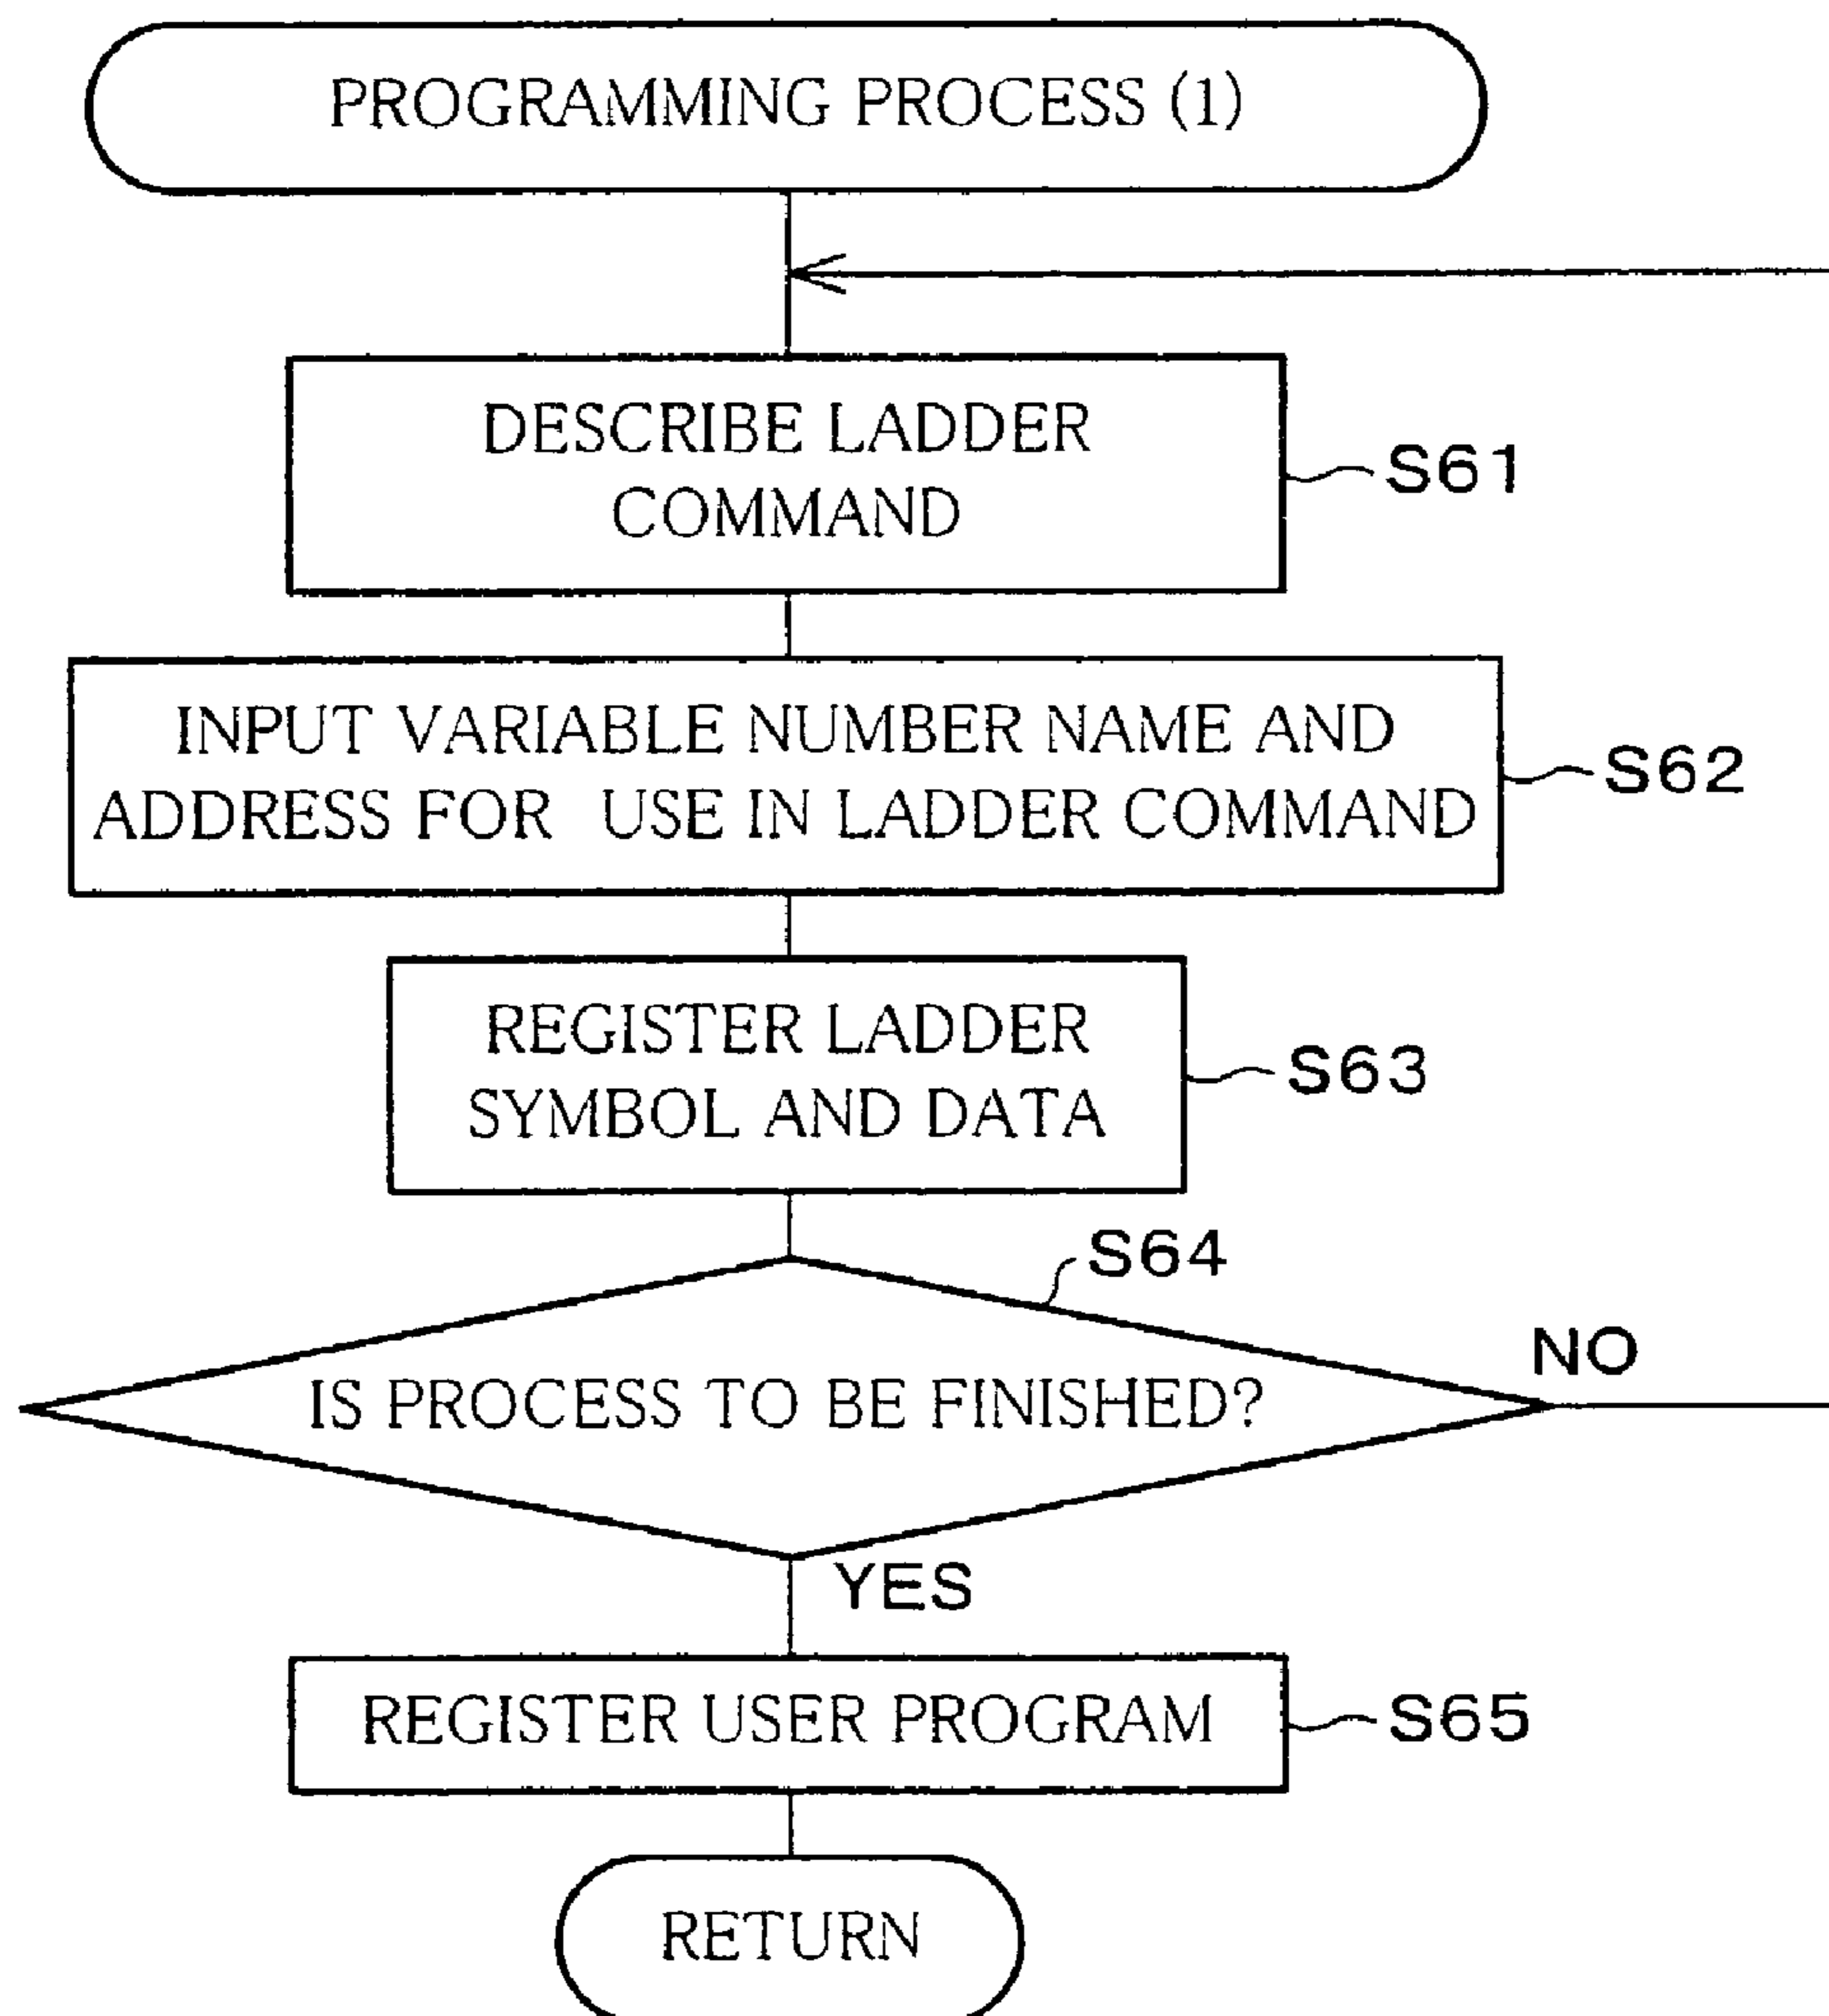 PROGRAMMING PROCESS (1)
DESCRIBE LADDER
COMMAND
S61
INPUT VARIABLE NUMBER NAME AND
ADDRESS FOR USE IN LADDER COMMAND
S62
REGISTER LADDER
SYMBOL AND DATA
S63
S64
IS PROCESS TO BE FINISHED?
NO
YES
REGISTER USER PROGRAM
S65
RETURN